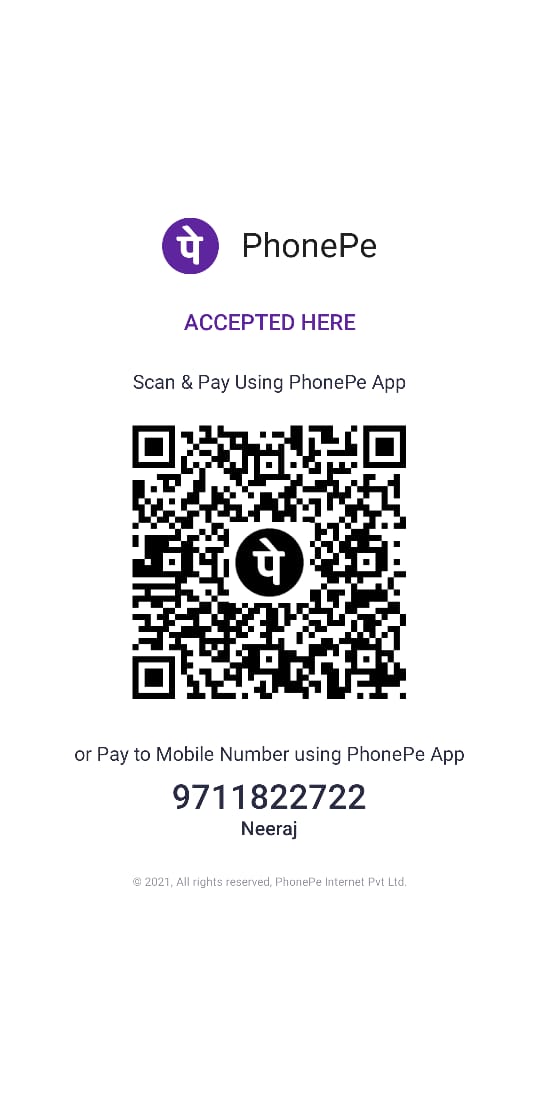 पे PhonePe
ACCEPTED HERE
Scan & Pay Using PhonePe App
पे
or Pay to Mobile Number using PhonePe App
9711822722
Neeraj
© 2021, All rights reserved, PhonePe Internet Pvt Ltd.